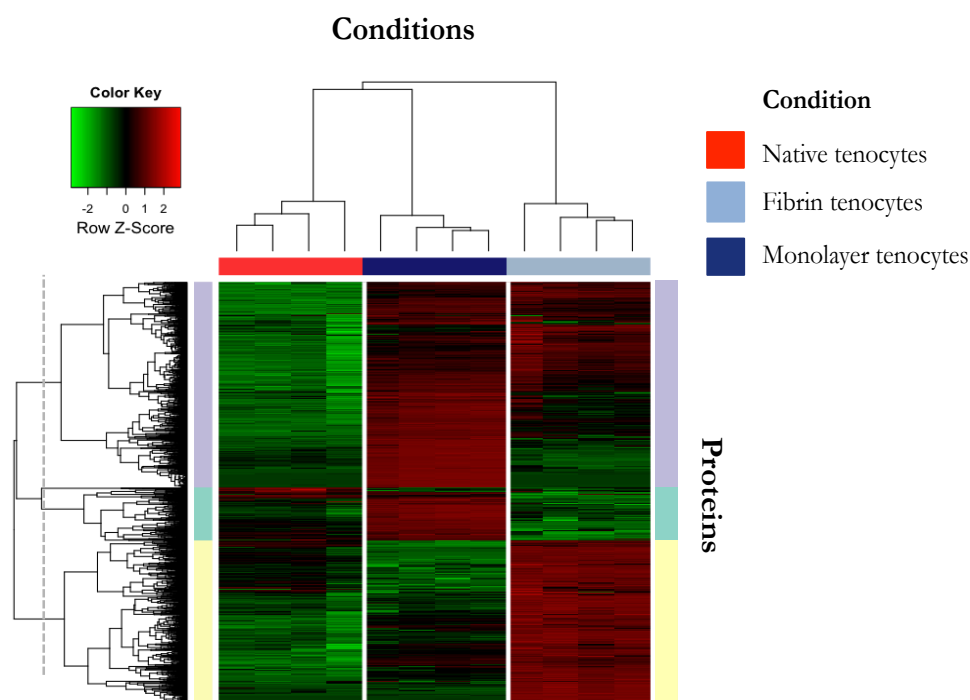 Conditions
Color Key
-2 0 1 2
Row Z-Score
Condition
Native tenocytes
Fibrin tenocytes
Monolayer tenocytes
Proteins